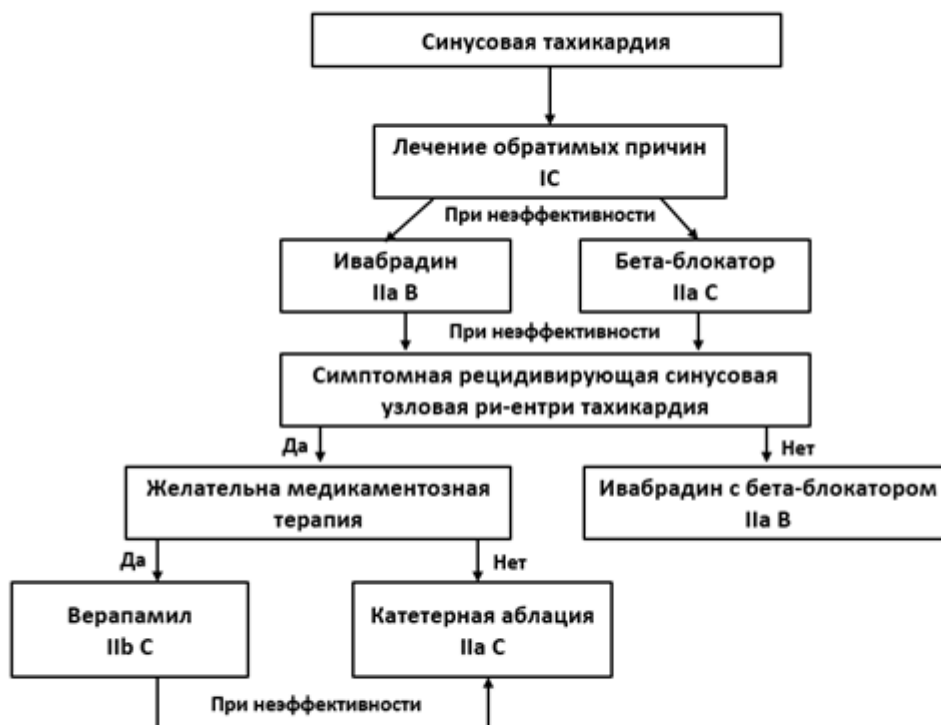 Синусовая тахикардия
Лечение обратимых причин
IC
При неэффективности
Ивабрадин
IIa B
Бета-блокатор
IIa C
При неэффективности
Симптомная рецидивирующая синусовая
узловая ри-ентри тахикардия
Да
Нет
Желательна медикаментозная
терапия
Ивабрадин с бета-блокатором
IIa B
Да
Нет
Верапамил
IIb C
Катетерная аблация
IIa C
При неэффективности